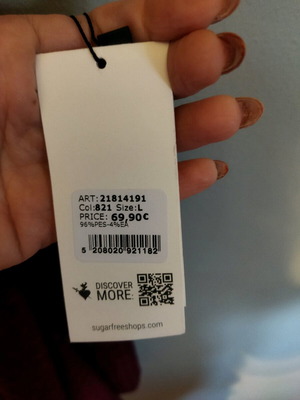 ART: 21814191
Col: 821 Size: L
PRICE: 69,90€
96%PES-4%EA
5 208020 921182
DISCOVER
MORE:
sugarfreeshops.com